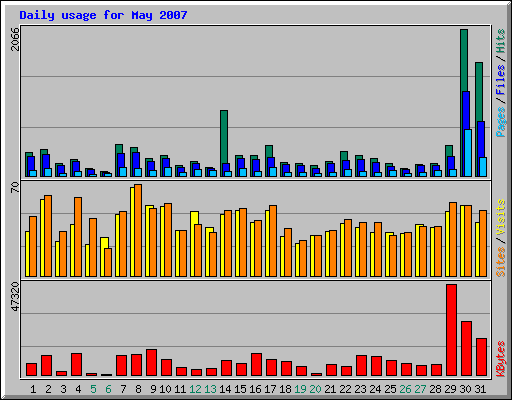 Daily usage for May 2007
2066
Pages / Files / Hits
70
Sites / Visits
47320
KBytes
1 2 3 4 5 6 7 8 9 10 11 12 13 14 15 16 17 18 19 20 21 22 23 24 25 26 27 28 29 30 31